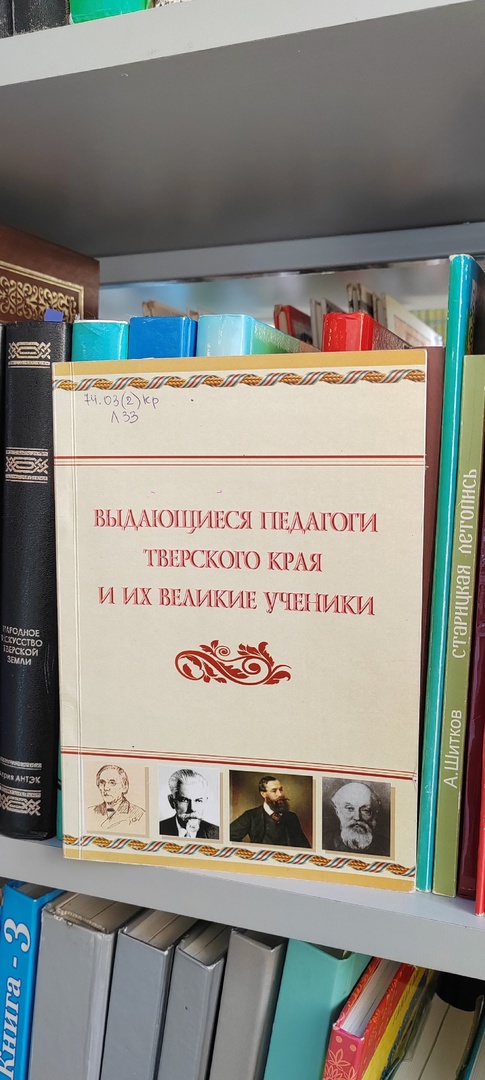 74.03(2)кр
Л33
ВЫДАЮЩИЕСЯ ПЕДАГОГИ
ТВЕРСКОГО КРАЯ
И ИХ ВЕЛИКИЕ УЧЕНИКИ
НАРОДНОЕ
ИСКУССТВО
ТВЕРСКОЙ
ЗЕМЛИ
АНТЭК
А.ШИТКОВ
СТАРИЦКАЯ ЛЕТОПИСЬ
Книга - 3